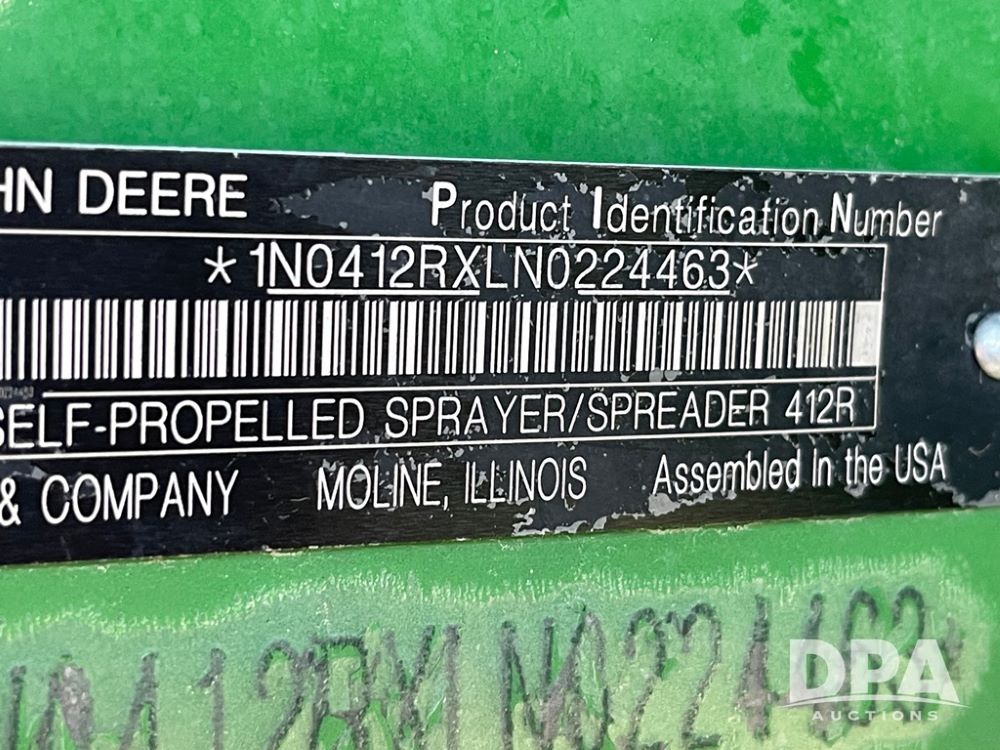 HN DEERE Product Identification Number
*1N0412RXLN0224463*
SELF-PROPELLED SPRAYER/SPREADER 412R
& COMPANY MOLINE, ILLINOIS Assembled In the USA
DPA
AUCTIONS